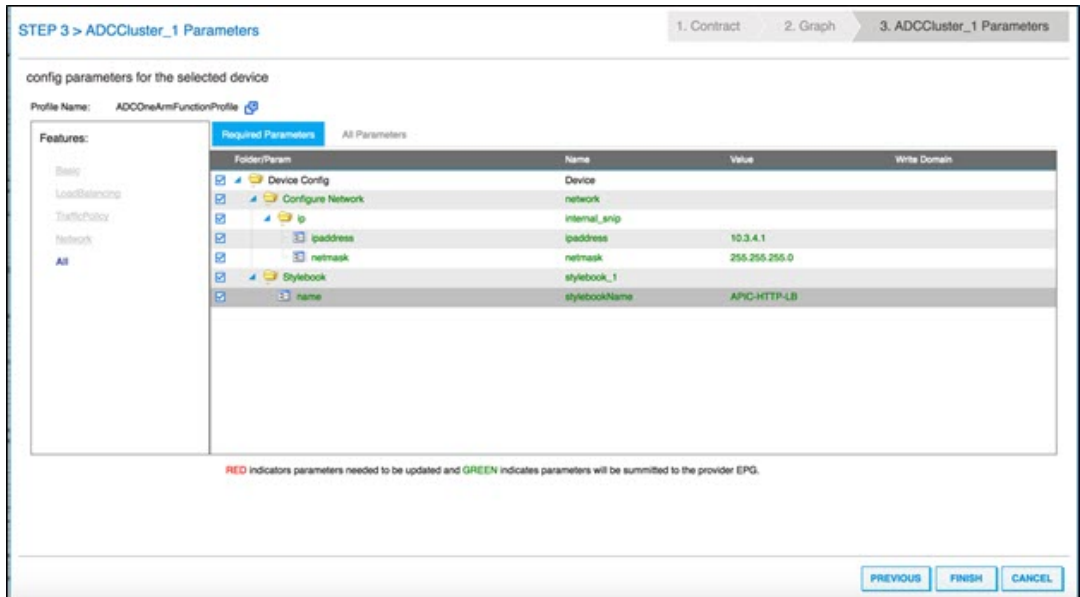 STEP 3 > ADCCluster_1 Parameters
1. Contract 2. Graph 3. ADCCluster_1 Parameters
config parameters for the selected device
Profile Name: ADCOneArmFunctionProfile
Features:
Basic
LoadBalancing
TrafficPolicy
Network
All
Required Parameters All Parameters
Folder/Param Name Value Write Domain
Device Config Device
Configure Network network
ip internal_snip
ipaddress ipaddress 10.3.4.1
netmask netmask 255.255.255.0
Stylebook stylebook_1
name stylebookName APIC-HTTP-LB
RED indicators parameters needed to be updated and GREEN indicates parameters will be summitted to the provider EPG.
PREVIOUS FINISH CANCEL